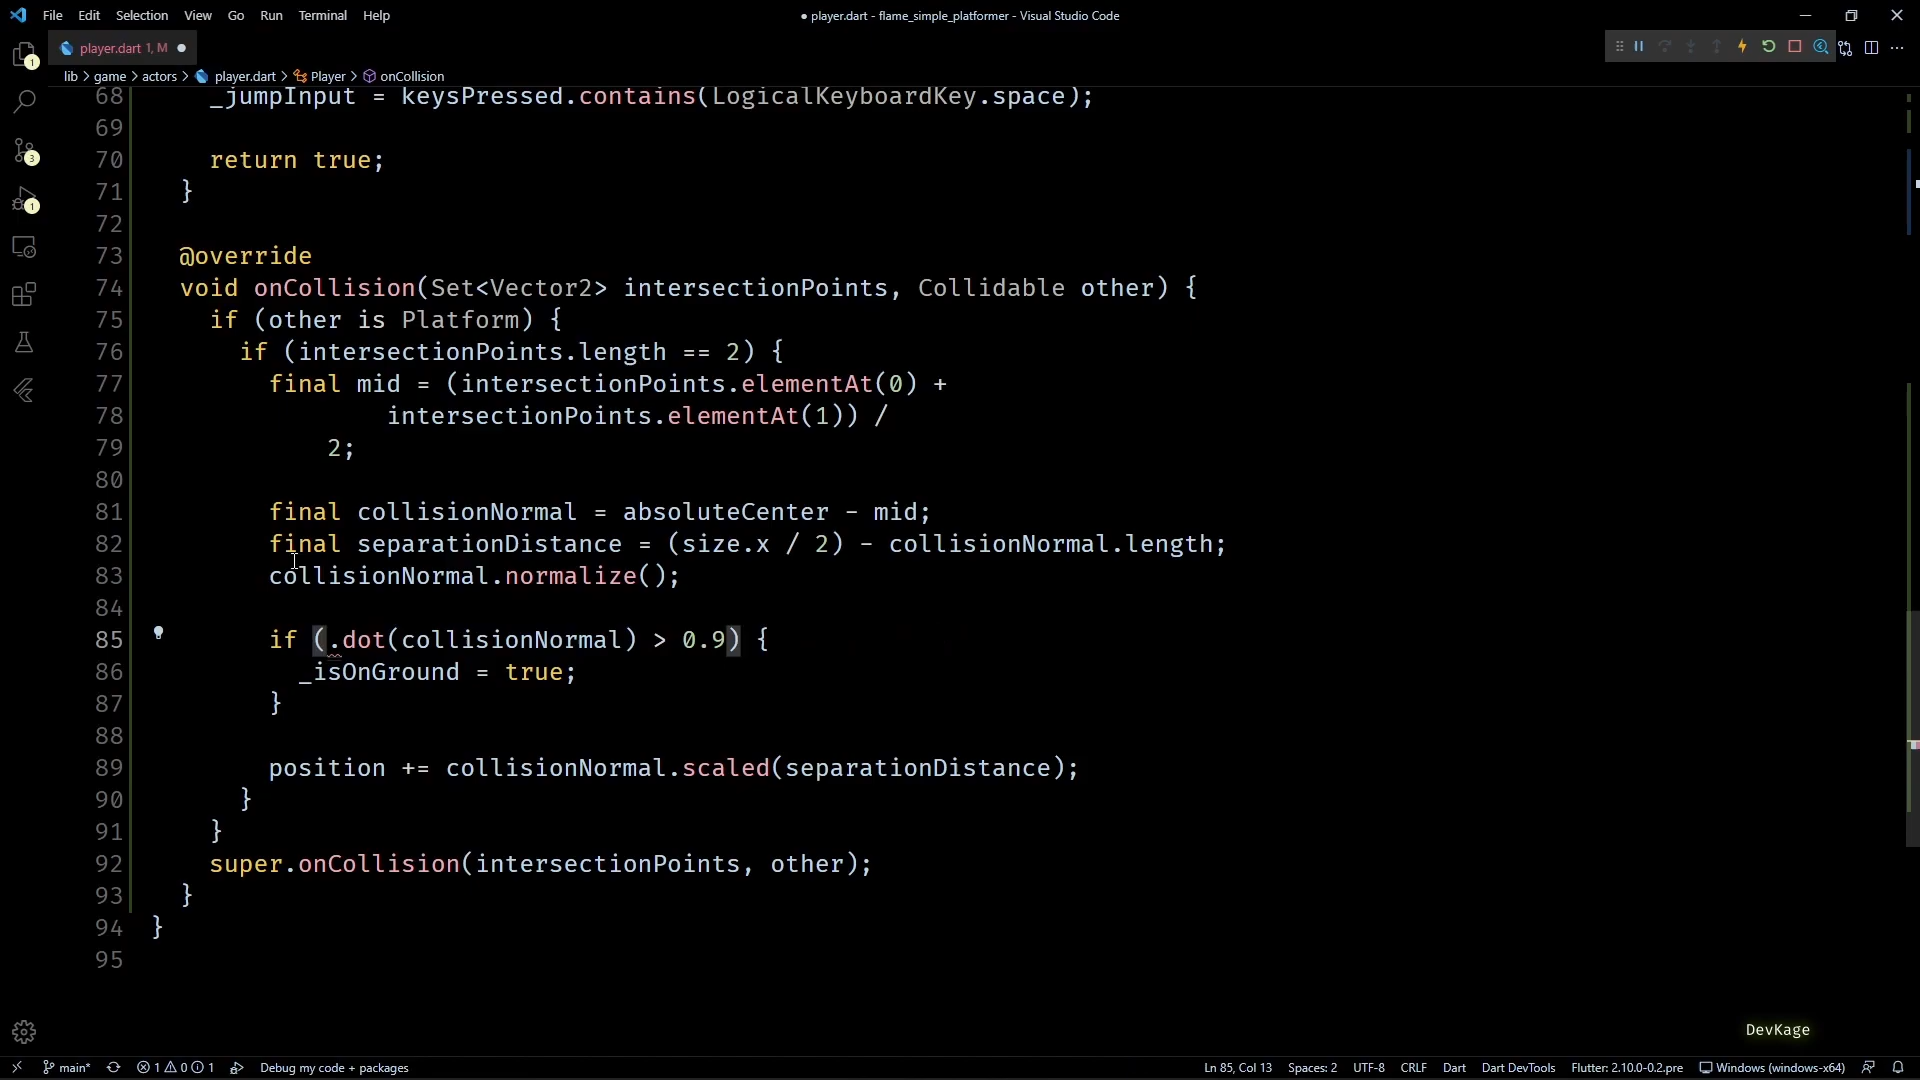 File Edit Selection View Go Run Terminal Help
● player.dart - flame_simple_platformer - Visual Studio Code
player.dart 1, M ●
lib > game > actors > player.dart > Player > onCollision
68 _jumpInput = keysPressed.contains(LogicalKeyboardKey.space);
69
70 return true;
71 }
72
73 @override
74 void onCollision(Set<Vector2> intersectionPoints, Collidable other) {
75 if (other is Platform) {
76 if (intersectionPoints.length == 2) {
77 final mid = (intersectionPoints.elementAt(0) +
78 intersectionPoints.elementAt(1)) /
79 2;
80
81 final collisionNormal = absoluteCenter - mid;
82 final separationDistance = (size.x / 2) - collisionNormal.length;
83 collisionNormal.normalize();
84
85 if (.dot(collisionNormal) > 0.9) {
86 _isOnGround = true;
87 }
88
89 position += collisionNormal.scaled(separationDistance);
90 }
91 }
92 super.onCollision(intersectionPoints, other);
93 }
94 }
95
1
3
1
DevKage
main* 1 0 1 Debug my code + packages Ln 85, Col 13 Spaces: 2 UTF-8 CRLF Dart Dart DevTools Flutter: 2.10.0-0.2.pre Windows (windows-x64)